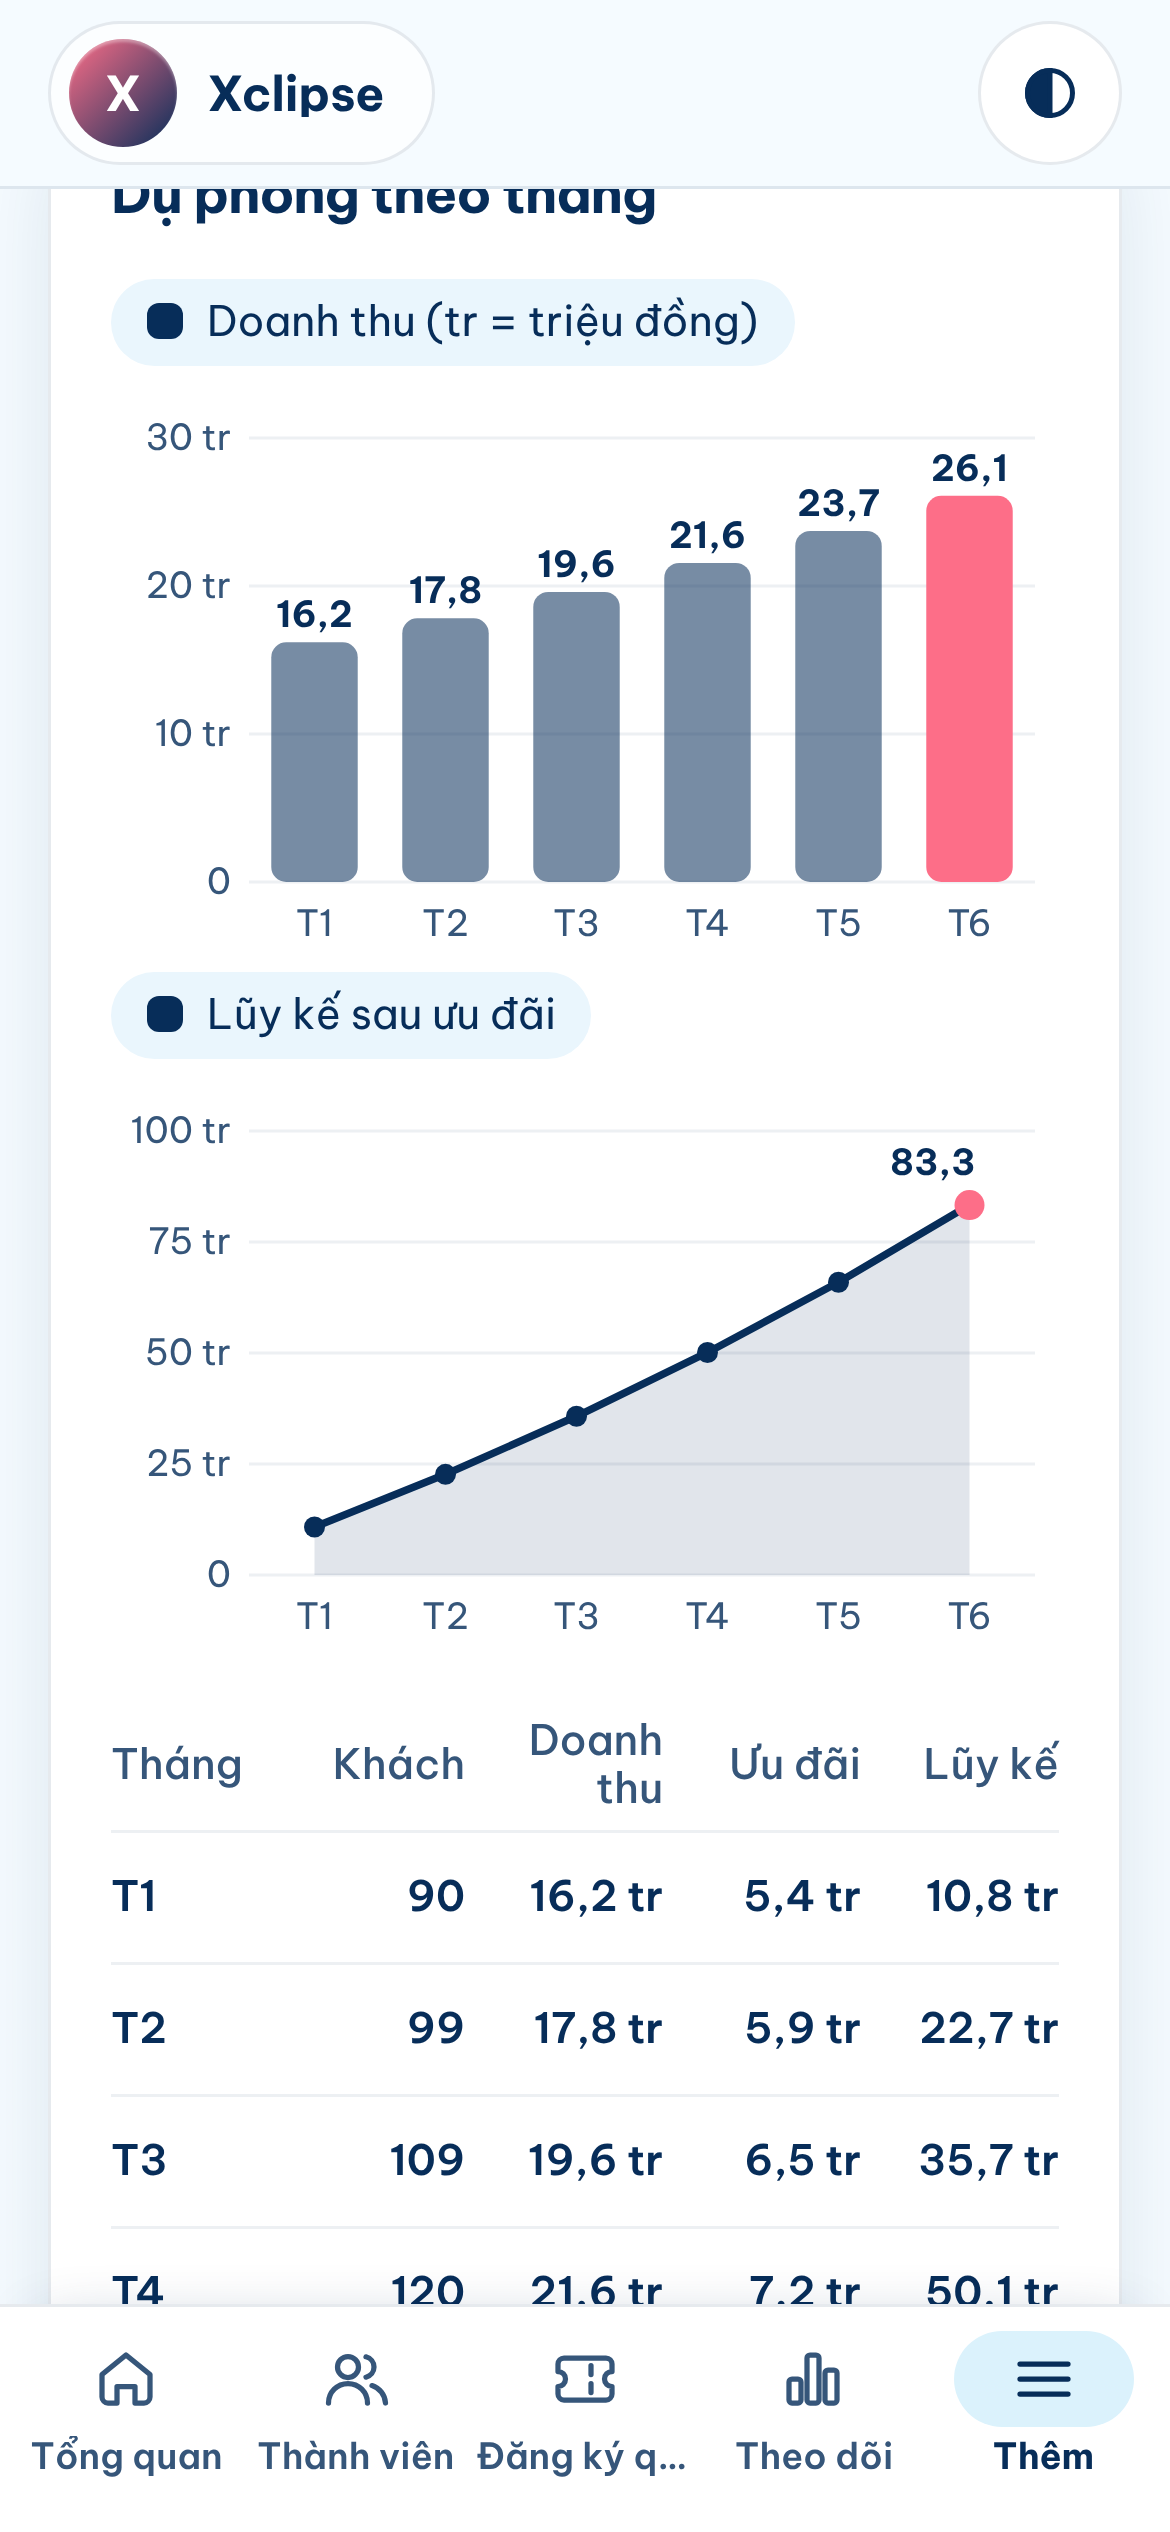 X Xclipse
Dự phóng theo tháng
Doanh thu (tr = triệu đồng)
30 tr
20 tr
10 tr
0
16,2
17,8
19,6
21,6
23,7
26,1
T1 T2 T3 T4 T5 T6
Lũy kế sau ưu đãi
100 tr
75 tr
50 tr
25 tr
0
83,3
T1 T2 T3 T4 T5 T6
Tháng Khách Doanh thu Ưu đãi Lũy kế
T1 90 16,2 tr 5,4 tr 10,8 tr
T2 99 17,8 tr 5,9 tr 22,7 tr
T3 109 19,6 tr 6,5 tr 35,7 tr
T4 120 21,6 tr 7,2 tr 50,1 tr
Tổng quan Thành viên Đăng ký q... Theo dõi Thêm